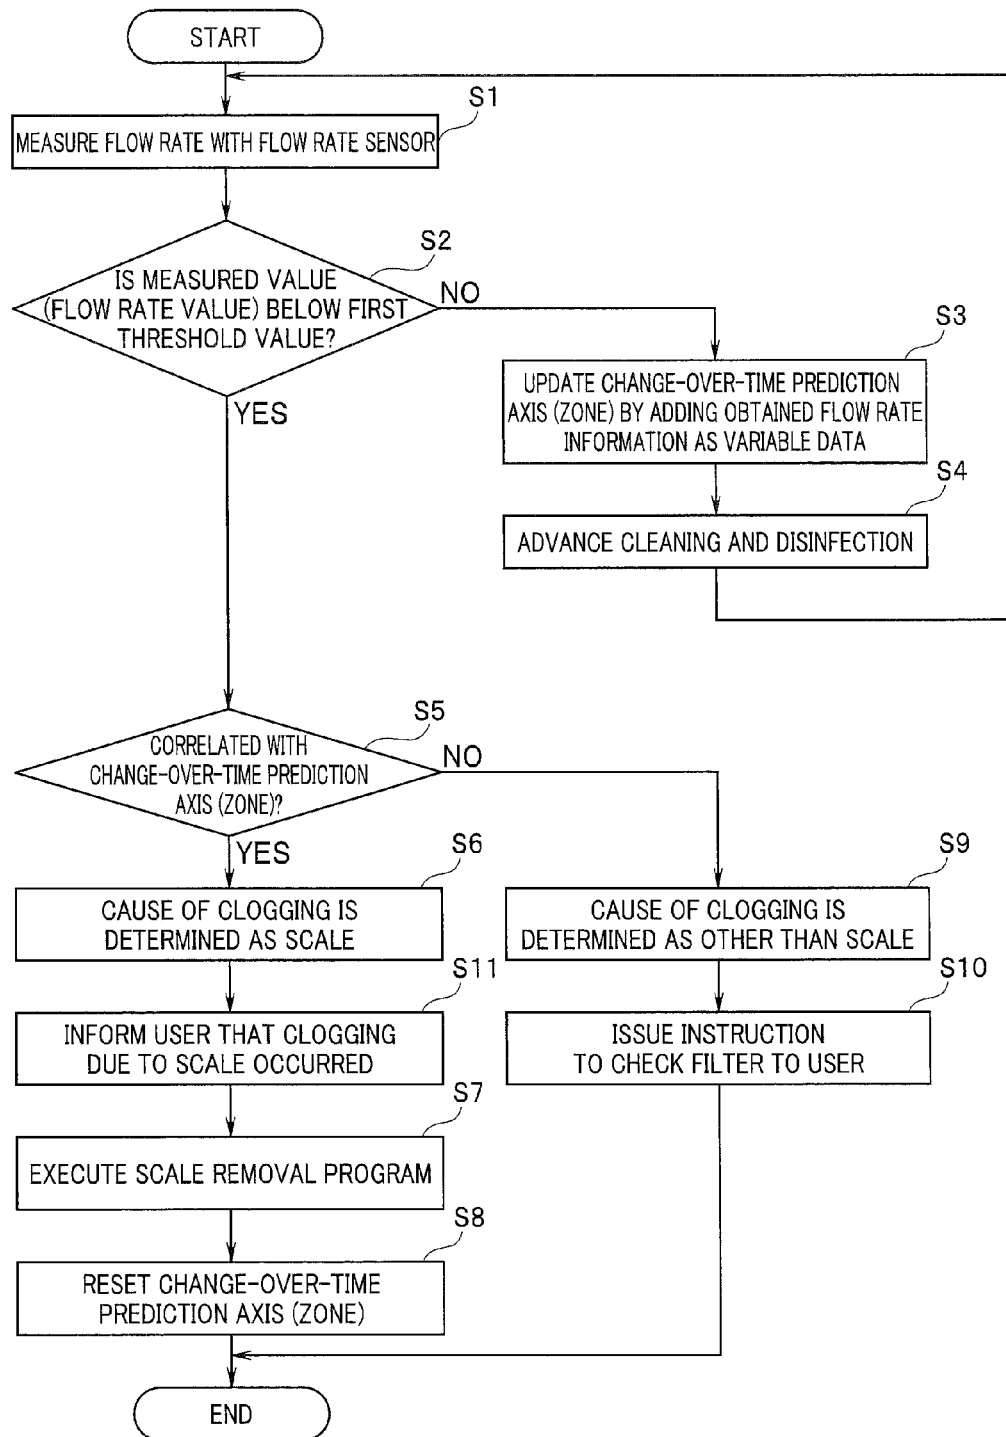 START
S1
MEASURE FLOW RATE WITH FLOW RATE SENSOR
S2
IS MEASURED VALUE
(FLOW RATE VALUE) BELOW FIRST
THRESHOLD VALUE?
NO
YES
S3
UPDATE CHANGE-OVER-TIME PREDICTION
AXIS (ZONE) BY ADDING OBTAINED FLOW RATE
INFORMATION AS VARIABLE DATA
S4
ADVANCE CLEANING AND DISINFECTION
S5
CORRELATED WITH
CHANGE-OVER-TIME PREDICTION
AXIS (ZONE)?
NO
YES
S6
CAUSE OF CLOGGING IS
DETERMINED AS SCALE
S9
CAUSE OF CLOGGING IS
DETERMINED AS OTHER THAN SCALE
S11
INFORM USER THAT CLOGGING
DUE TO SCALE OCCURRED
S10
ISSUE INSTRUCTION
TO CHECK FILTER TO USER
S7
EXECUTE SCALE REMOVAL PROGRAM
S8
RESET CHANGE-OVER-TIME
PREDICTION AXIS (ZONE)
END